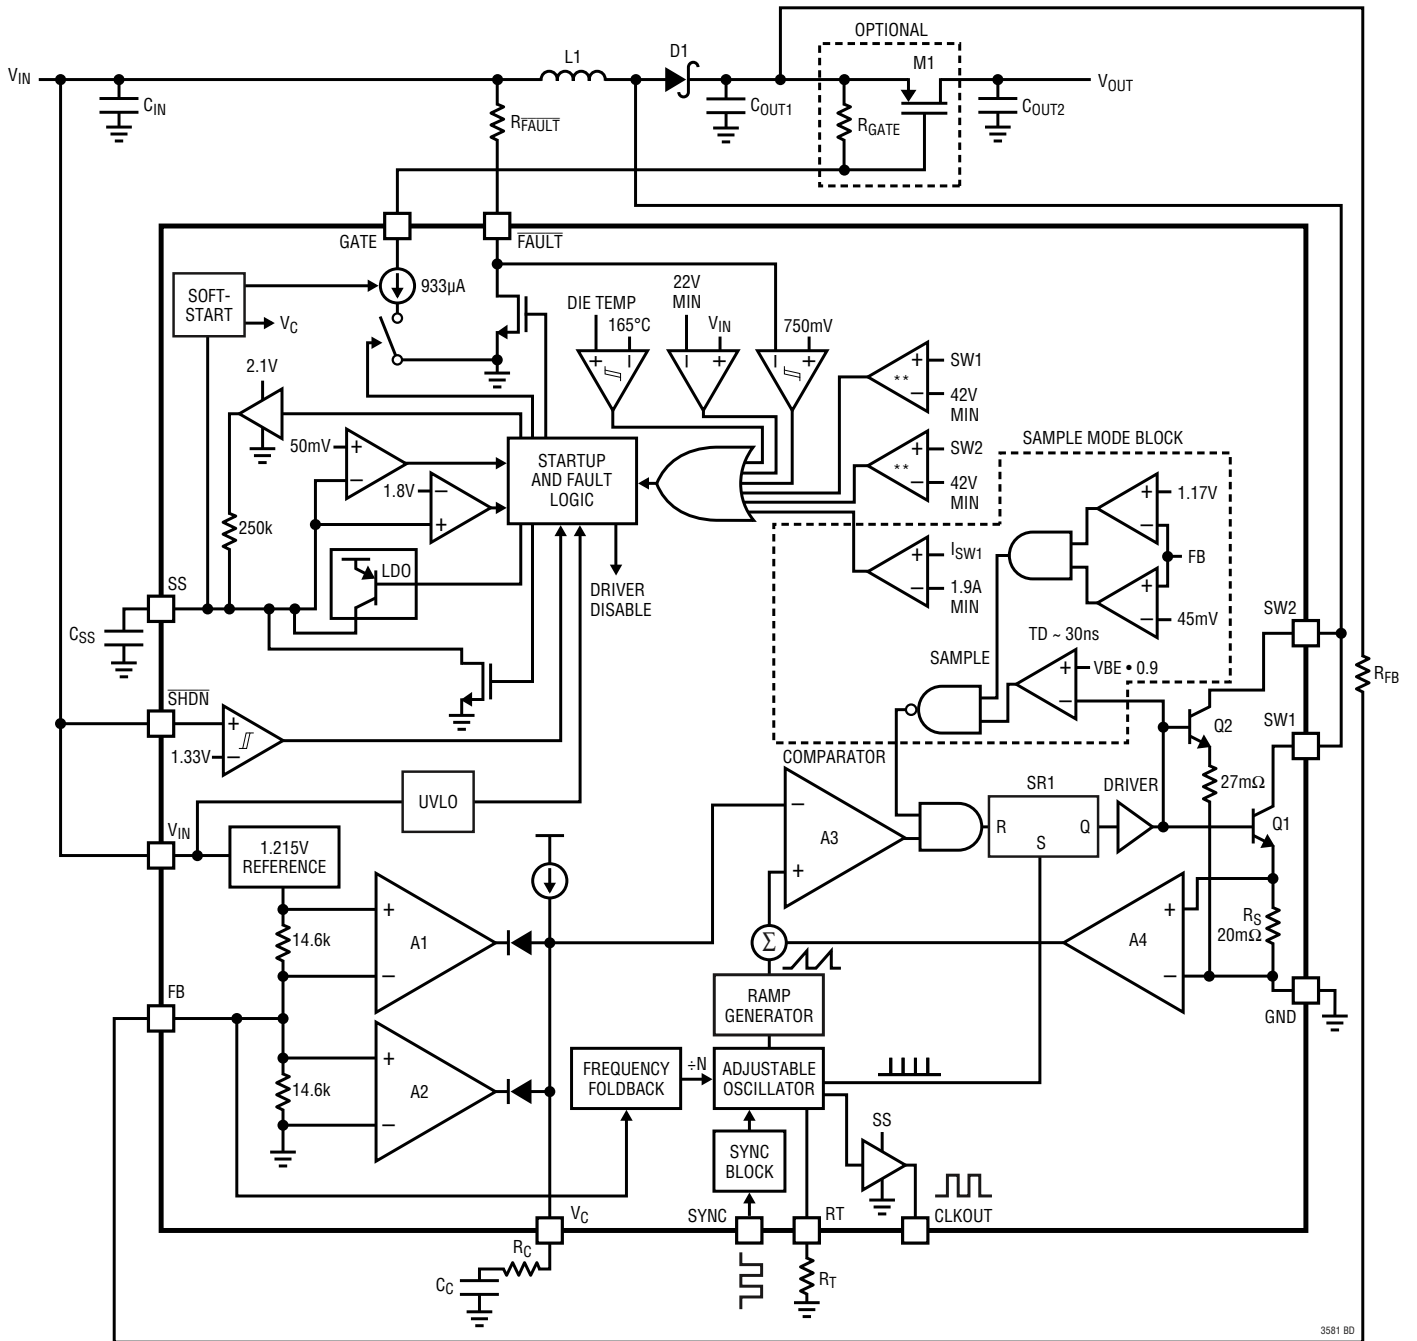 OPTIONAL
L1
D1
M1
VIN
VOUT
CIN
RFAULT
COUT1
RGATE
COUT2
GATE
FAULT
SOFT-
START
933µA
VC
2.1V
DIE TEMP
165°C
22V
MIN
VIN
750mV
SW1
**
42V
MIN
SW2
**
42V
MIN
SAMPLE MODE BLOCK
50mV
1.8V
STARTUP
AND FAULT
LOGIC
250k
LDO
DRIVER
DISABLE
ISW1
1.9A
MIN
1.17V
FB
45mV
SS
CSS
SW2
TD ~ 30ns
SAMPLE
VBE • 0.9
RFB
SHDN
1.33V
Q2
SW1
COMPARATOR
27mΩ
UVLO
SR1
DRIVER
VIN
1.215V
REFERENCE
A3
R
Q
S
Q1
14.6k
A1
Σ
A4
RS
20mΩ
FB
RAMP
GENERATOR
GND
14.6k
A2
FREQUENCY
FOLDBACK
÷N
ADJUSTABLE
OSCILLATOR
SS
SYNC
BLOCK
VC
SYNC
RT
CLKOUT
RC
CC
RT
3581 BD